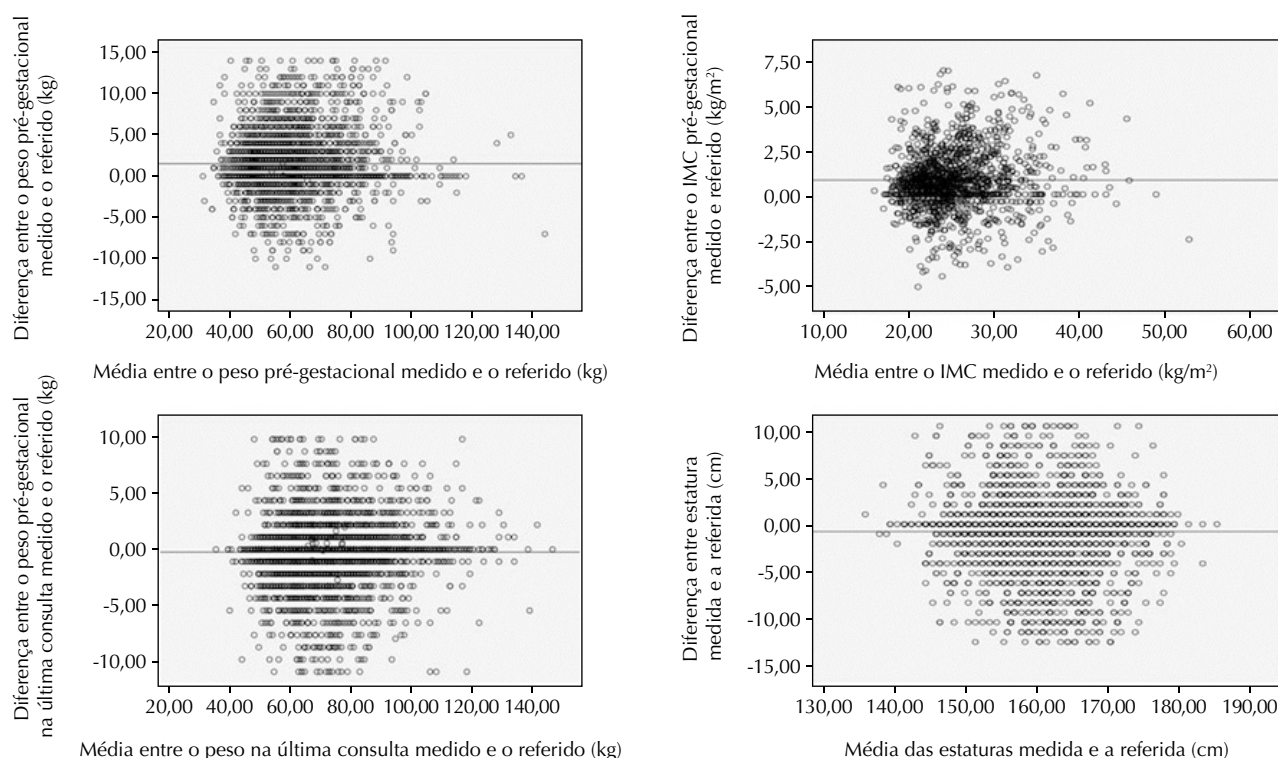 Diferença entre o peso pré-gestacional
medido e o referido (kg)
15,00
10,00
5,00
0,00
-5,00
-10,00
-15,00
20,00 40,00 60,00 80,00 100,00 120,00 140,00
Média entre o peso pré-gestacional medido e o referido (kg)
Diferença entre o IMC pré-gestacional
medido e o referido (kg/m²)
7,50
5,00
2,50
0,00
-2,50
-5,00
10,00 20,00 30,00 40,00 50,00 60,00
Média entre o IMC medido e o referido (kg/m²)
Diferença entre o peso pré-gestacional
na última consulta medido e o referido (kg)
10,00
5,00
0,00
-5,00
-10,00
20,00 40,00 60,00 80,00 100,00 120,00 140,00
Média entre o peso na última consulta medido e o referido (kg)
Diferença entre estatura
medida e a referida (cm)
10,00
5,00
0,00
-5,00
-10,00
-15,00
130,00 140,00 150,00 160,00 170,00 180,00 190,00
Média das estaturas medida e a referida (cm)